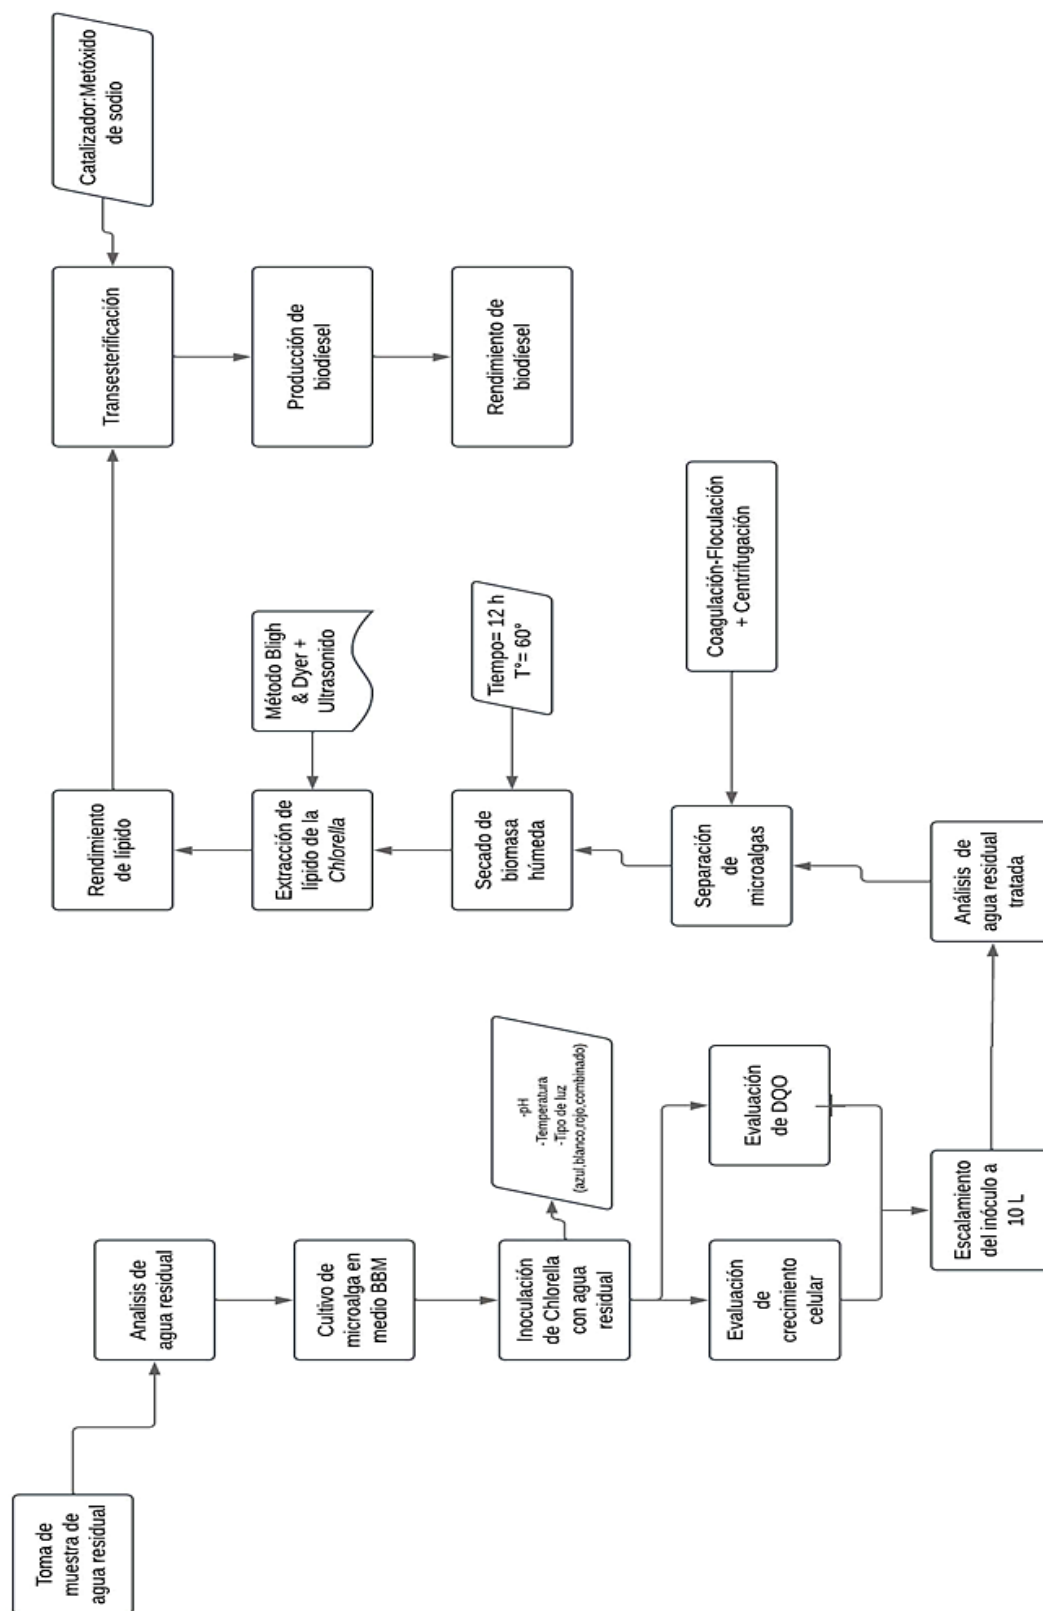 Toma de
muestra de
agua residual
Analisis de
agua residual
Cultivo de
microalga en
medio BBM
Inoculación
de Chlorella
con agua
residual
-pH
-Temperatura
-Tipo de luz
(azul,blanco,rojo,combinado)
Evaluación
de
crecimiento
celular
Evaluación
de DQO
Escalamiento
del inóculo a
10 L
Análisis de
agua residual
tratada
Separación
de
microalgas
Coagulación-Floculación
+ Centrifugación
Secado de
biomasa
húmeda
Tiempo= 12 h
T°= 60°
Extracción de
lípido de la
Chlorella
Método Bligh
& Dyer +
Ultrasonido
Rendimiento
de lípido
Transesterificación
Catalizador:Metóxido
de sodio
Producción de
biodíesel
Rendimiento de
biodíesel